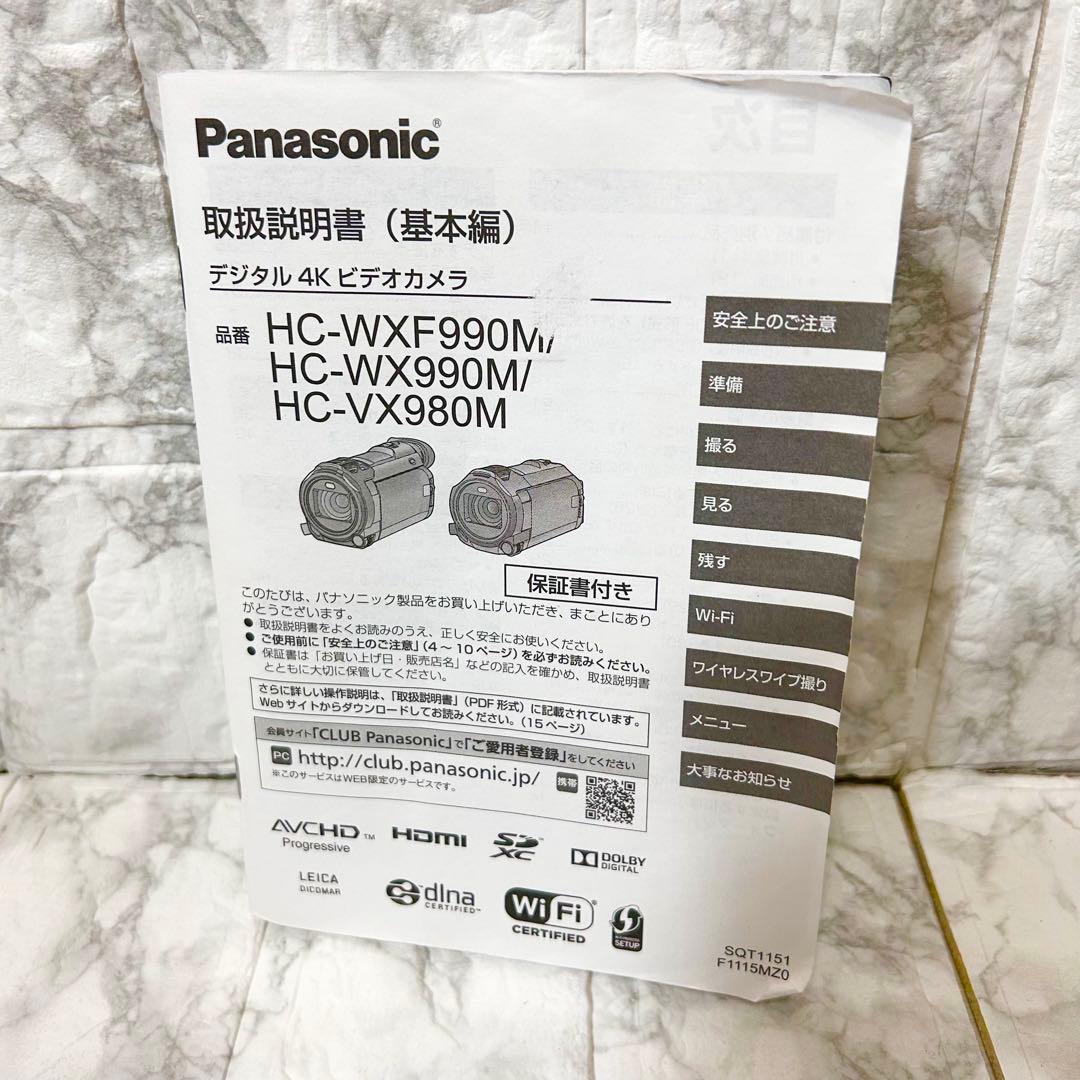 Panasonic®
取扱説明書（基本編）
デジタル 4K ビデオカメラ
品番 HC-WXF990M/
HC-WX990M/
HC-VX980M
安全上のご注意
準備
撮る
見る
残す
Wi-Fi
ワイヤレスワイプ撮り
メニュー
大事なお知らせ
保証書付き
このたびは、パナソニック製品をお買い上げいただき、まことにあり
がとうございます。
● 取扱説明書をよくお読みのうえ、正しく安全にお使いください。
● ご使用前に「安全上のご注意」（4 ～ 10 ページ）を必ずお読みください。
● 保証書は「お買い上げ日・販売店名」などの記入を確かめ、取扱説明書
とともに大切に保管してください。
さらに詳しい操作説明は、「取扱説明書」（PDF 形式）に記載されています。
Web サイトからダウンロードしてお読みください。（15 ページ）
会員サイト「CLUB Panasonic」で「ご愛用者登録」をしてください
PC http://club.panasonic.jp/
携帯
※このサービスはWEB限定のサービスです。
AVCHD™
Progressive
HDMI
SD™
XC
DOLBY
DIGITAL
LEICA
DICOMAR
dlna
CERTIFIED™
Wi Fi®
CERTIFIED
SETUP
SQT1151
F1115MZ0